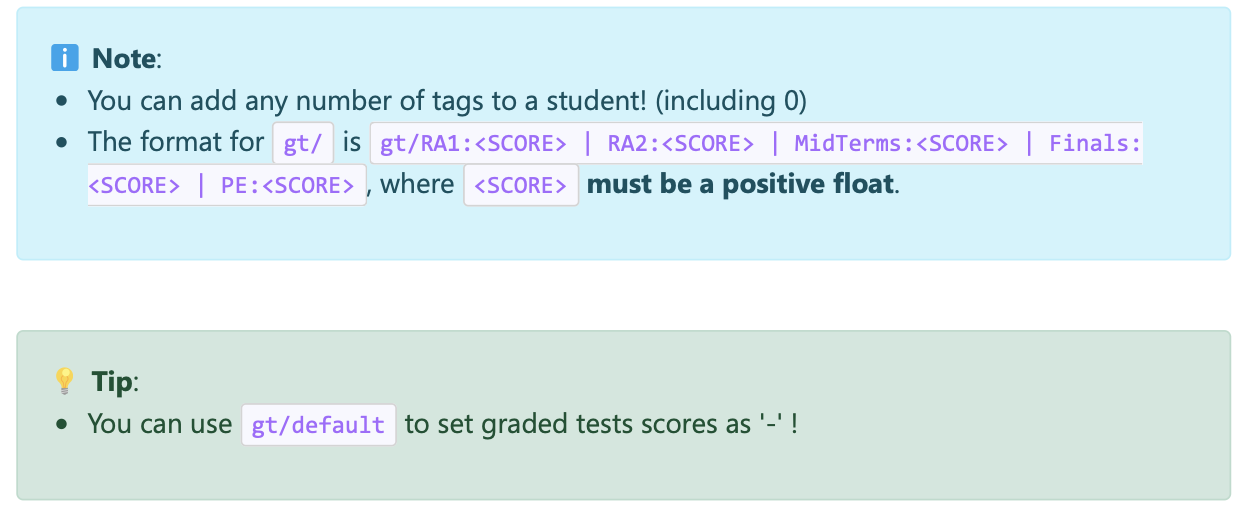 ℹ️ Note:
• You can add any number of tags to a student! (including 0)
• The format for gt/ is gt/RA1:<SCORE> | RA2:<SCORE> | MidTerms:<SCORE> | Finals:
<SCORE> | PE:<SCORE> , where <SCORE> must be a positive float.
💡 Tip:
• You can use gt/default to set graded tests scores as '-' !